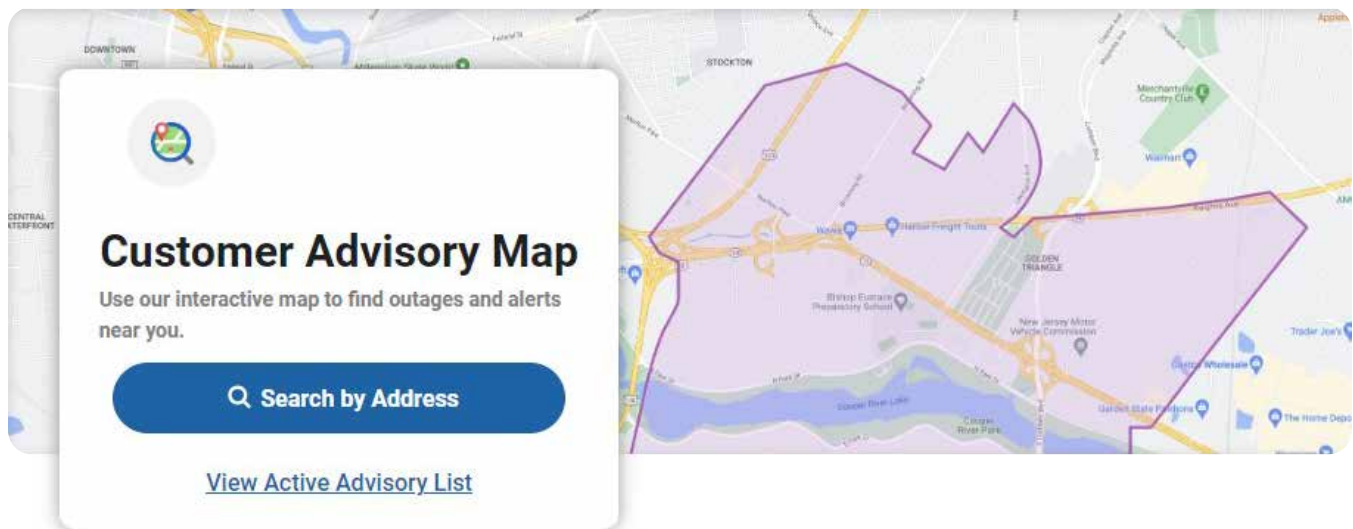 DOWNTOWN
Federal St
STOCKTON
Merchantville
Country Club
Walmart
CENTRAL
Customer Advisory Map
Use our interactive map to find outages and alerts
near you.
Search by Address
View Active Advisory List
Wawa
Harbor Freight Tools
GOLDEN
TRIANGLE
Bishop Eustace
Preparatory School
New Jersey Motor
Vehicle Commission
Trader Joe's
Costco Wholesale
Cooper River Lake
Cooper
River Park
Garden State Pavilions
The Home Depo